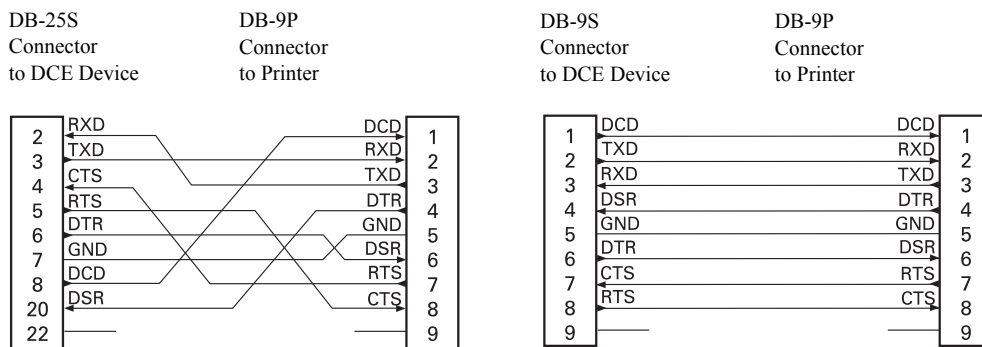 DB-25S
Connector
to DCE Device
DB-9P
Connector
to Printer
2 RXD DCD 1
3 TXD RXD 2
4 CTS TXD 3
5 RTS DTR 4
6 DTR GND 5
7 GND DSR 6
8 DCD RTS 7
20 DSR CTS 8
22 9
DB-9S
Connector
to DCE Device
DB-9P
Connector
to Printer
1 DCD DCD 1
2 TXD RXD 2
3 RXD TXD 3
4 DSR DTR 4
5 GND GND 5
6 DTR DSR 6
7 CTS RTS 7
8 RTS CTS 8
9 9